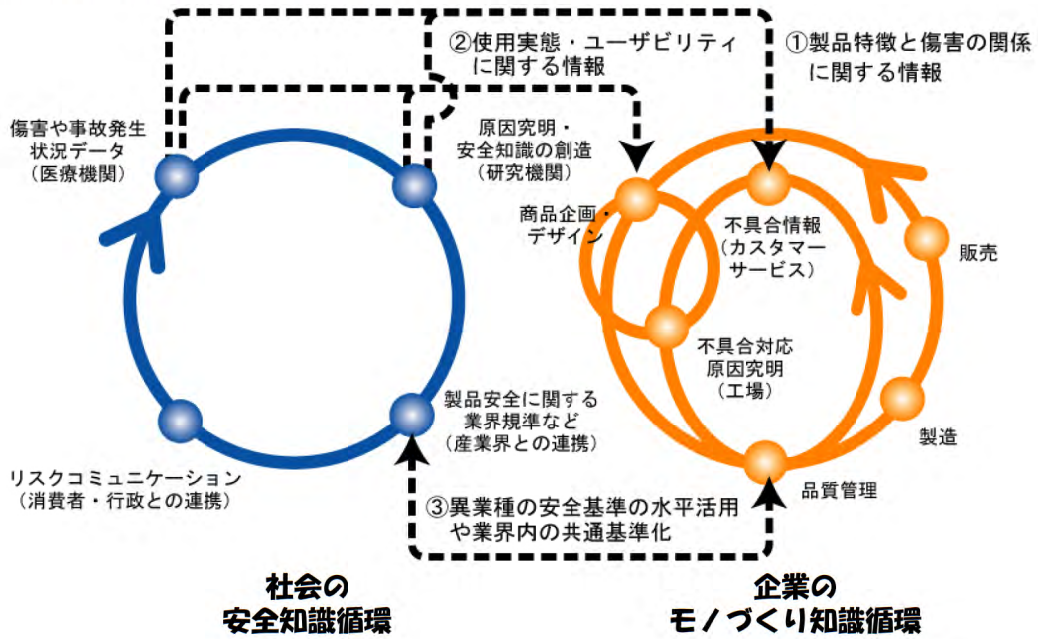 ②使用実態・ユーザビリティ
に関する情報
①製品特徴と傷害の関係
に関する情報
傷害や事故発生
状況データ
（医療機関）
原因究明・
安全知識の創造
（研究機関）
商品企画・
デザイン
不具合情報
（カスタマー
サービス）
販売
不具合対応
原因究明
（工場）
製造
品質管理
製品安全に関する
業界規準など
（産業界との連携）
リスクコミュニケーション
（消費者・行政との連携）
③異業種の安全基準の水平活用
や業界内の共通基準化
社会の
安全知識循環
企業の
モノづくり知識循環